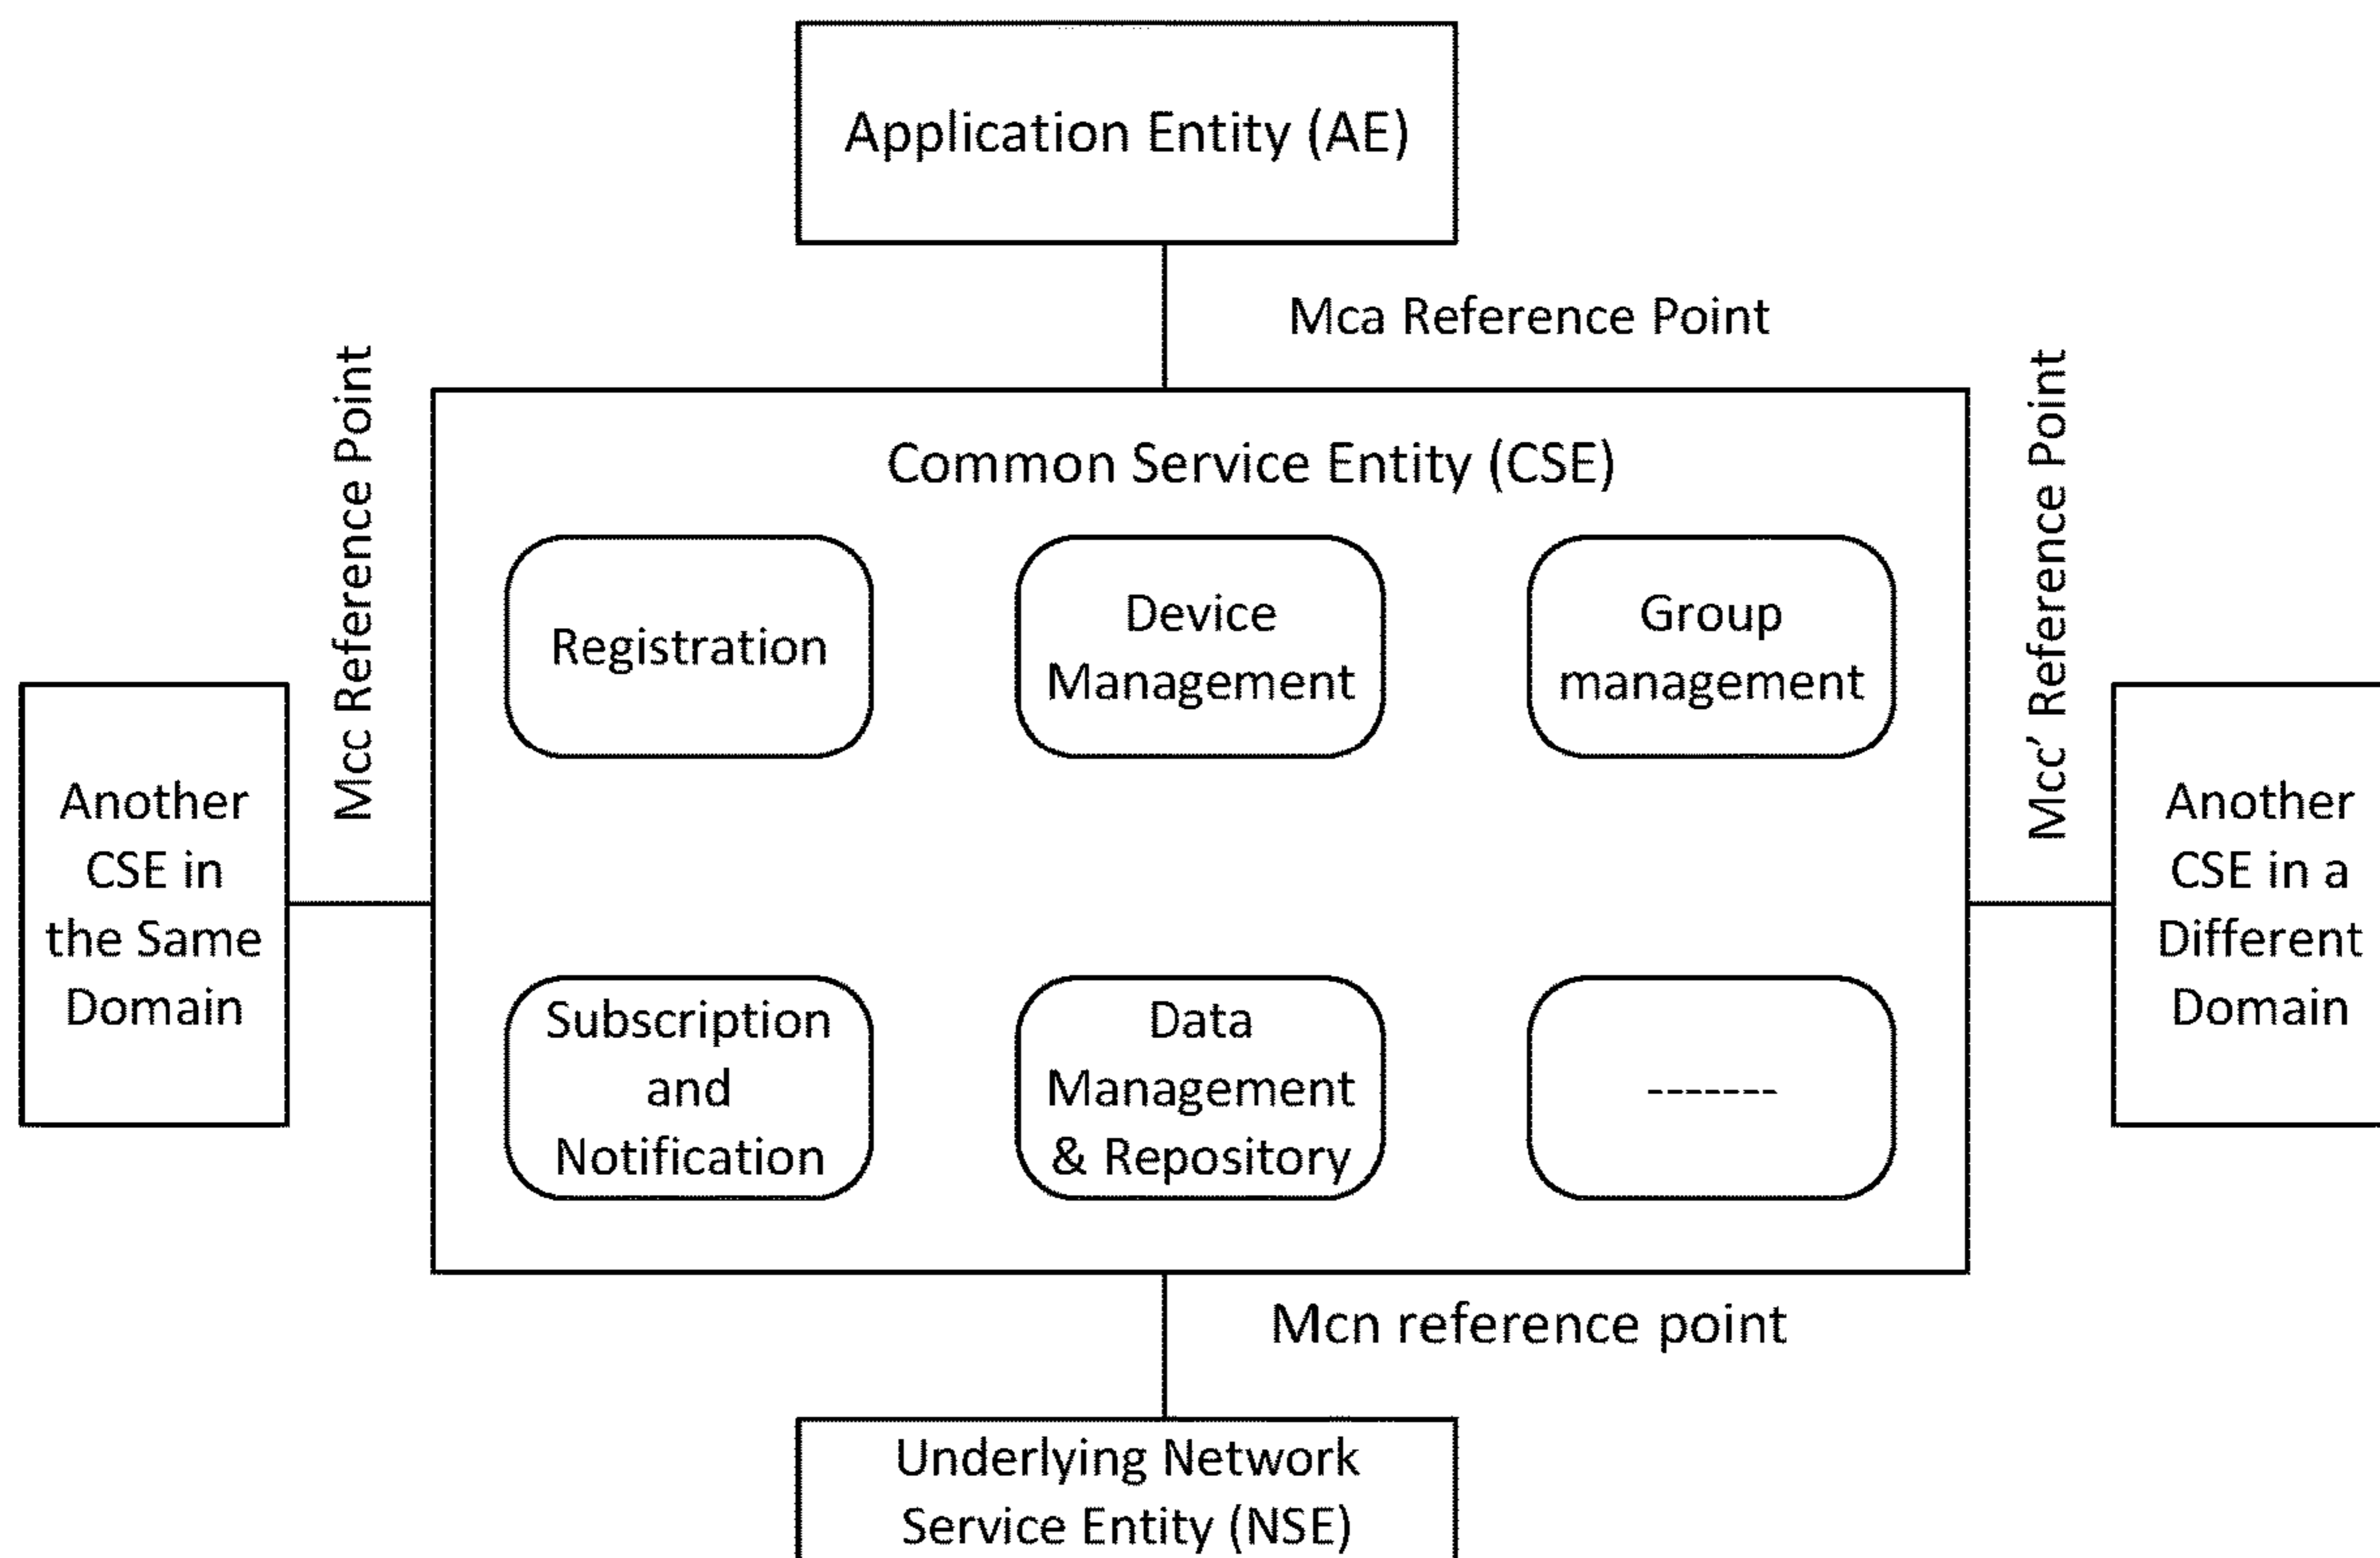 Application Entity (AE)
Mca Reference Point
Mcc Reference Point
Mcc’ Reference Point
Common Service Entity (CSE)
Registration
Device
Management
Group
management
Another
CSE in
the Same
Domain
Another
CSE in a
Different
Domain
Subscription
and
Notification
Data
Management
& Repository
-------
Mcn reference point
Underlying Network
Service Entity (NSE)